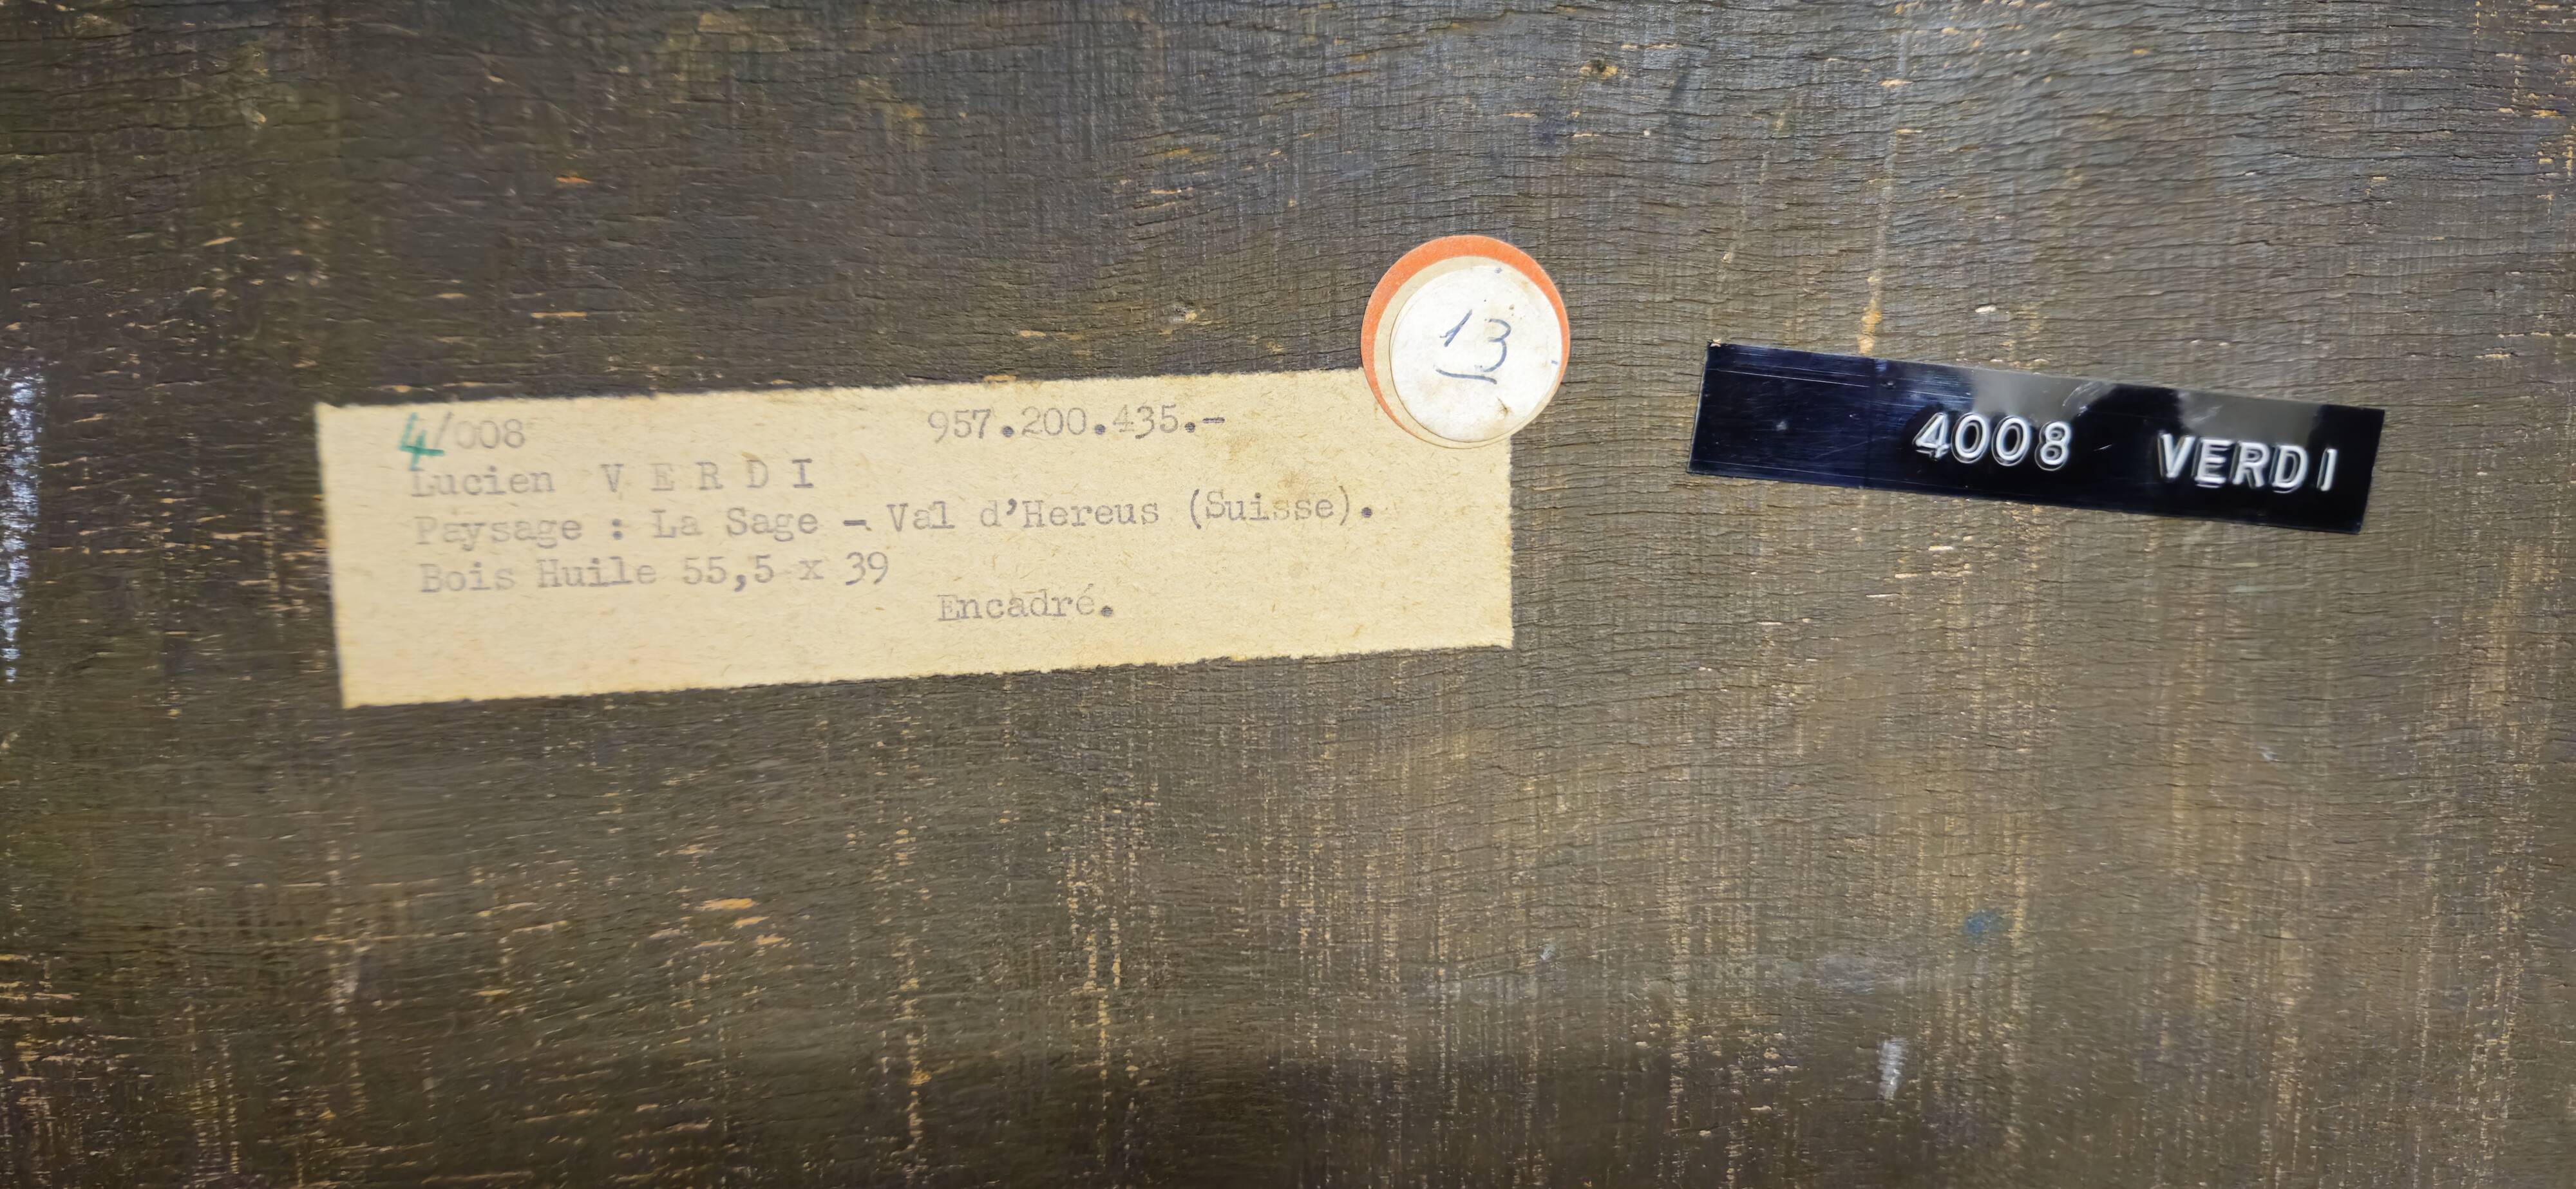 4/008 957.200.435.-
Lucien V E R D I
Paysage : La Sage - Val d'Hereus (Suisse).
Bois Huile 55,5 x 39
Encadré.
13
4008 VERDI